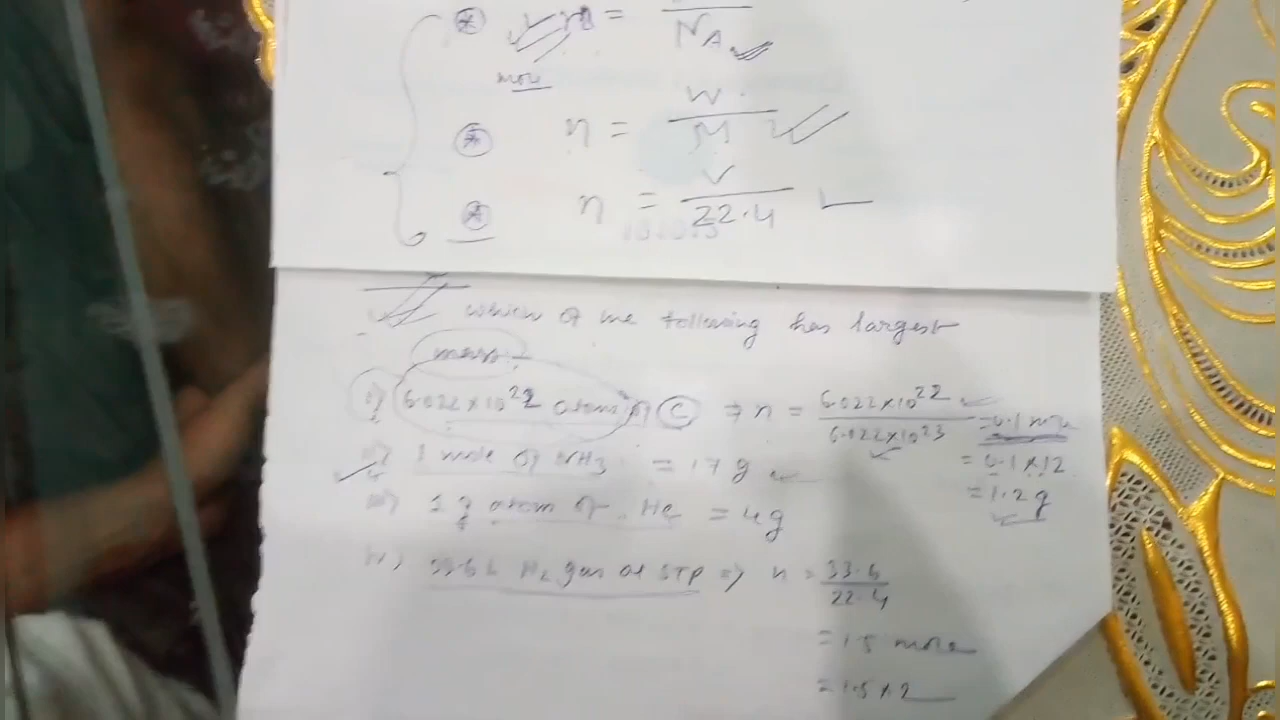 n =
N_A
mole
n = W / M
n = V / 22.4
which of the following has largest
mass :-
i) 6.022×10²² atoms of C ⇒ n = 6.022×10²² / 6.022×10²³ = 0.1 mole
= 0.1×12
= 1.2 g
ii) 1 mole of NH₃ = 17 g
iii) 1 g atom of He = 4g
iv) 33.6 L H₂ gas at STP ⇒ n = 33.6 / 22.4
= 1.5 mole
= 1.5×2